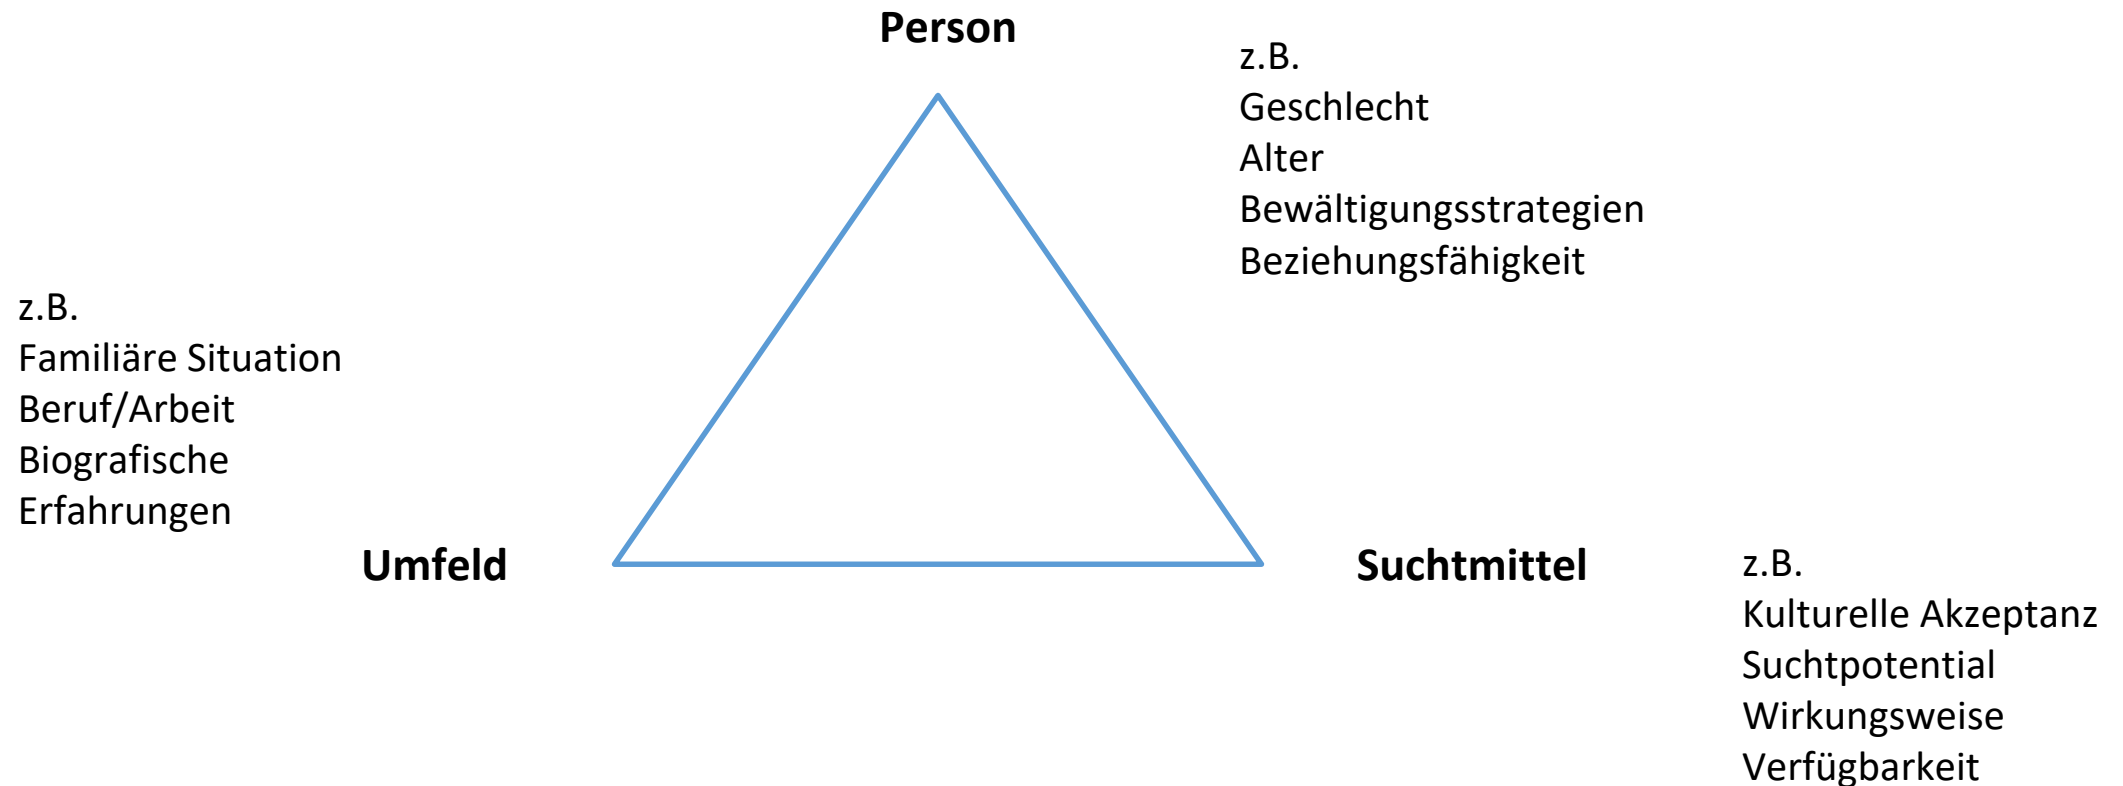 Person
z.B.
Geschlecht
Alter
Bewältigungsstrategien
Beziehungsfähigkeit
z.B.
Familiäre Situation
Beruf/Arbeit
Biografische
Erfahrungen
Umfeld
Suchtmittel
z.B.
Kulturelle Akzeptanz
Suchtpotential
Wirkungsweise
Verfügbarkeit